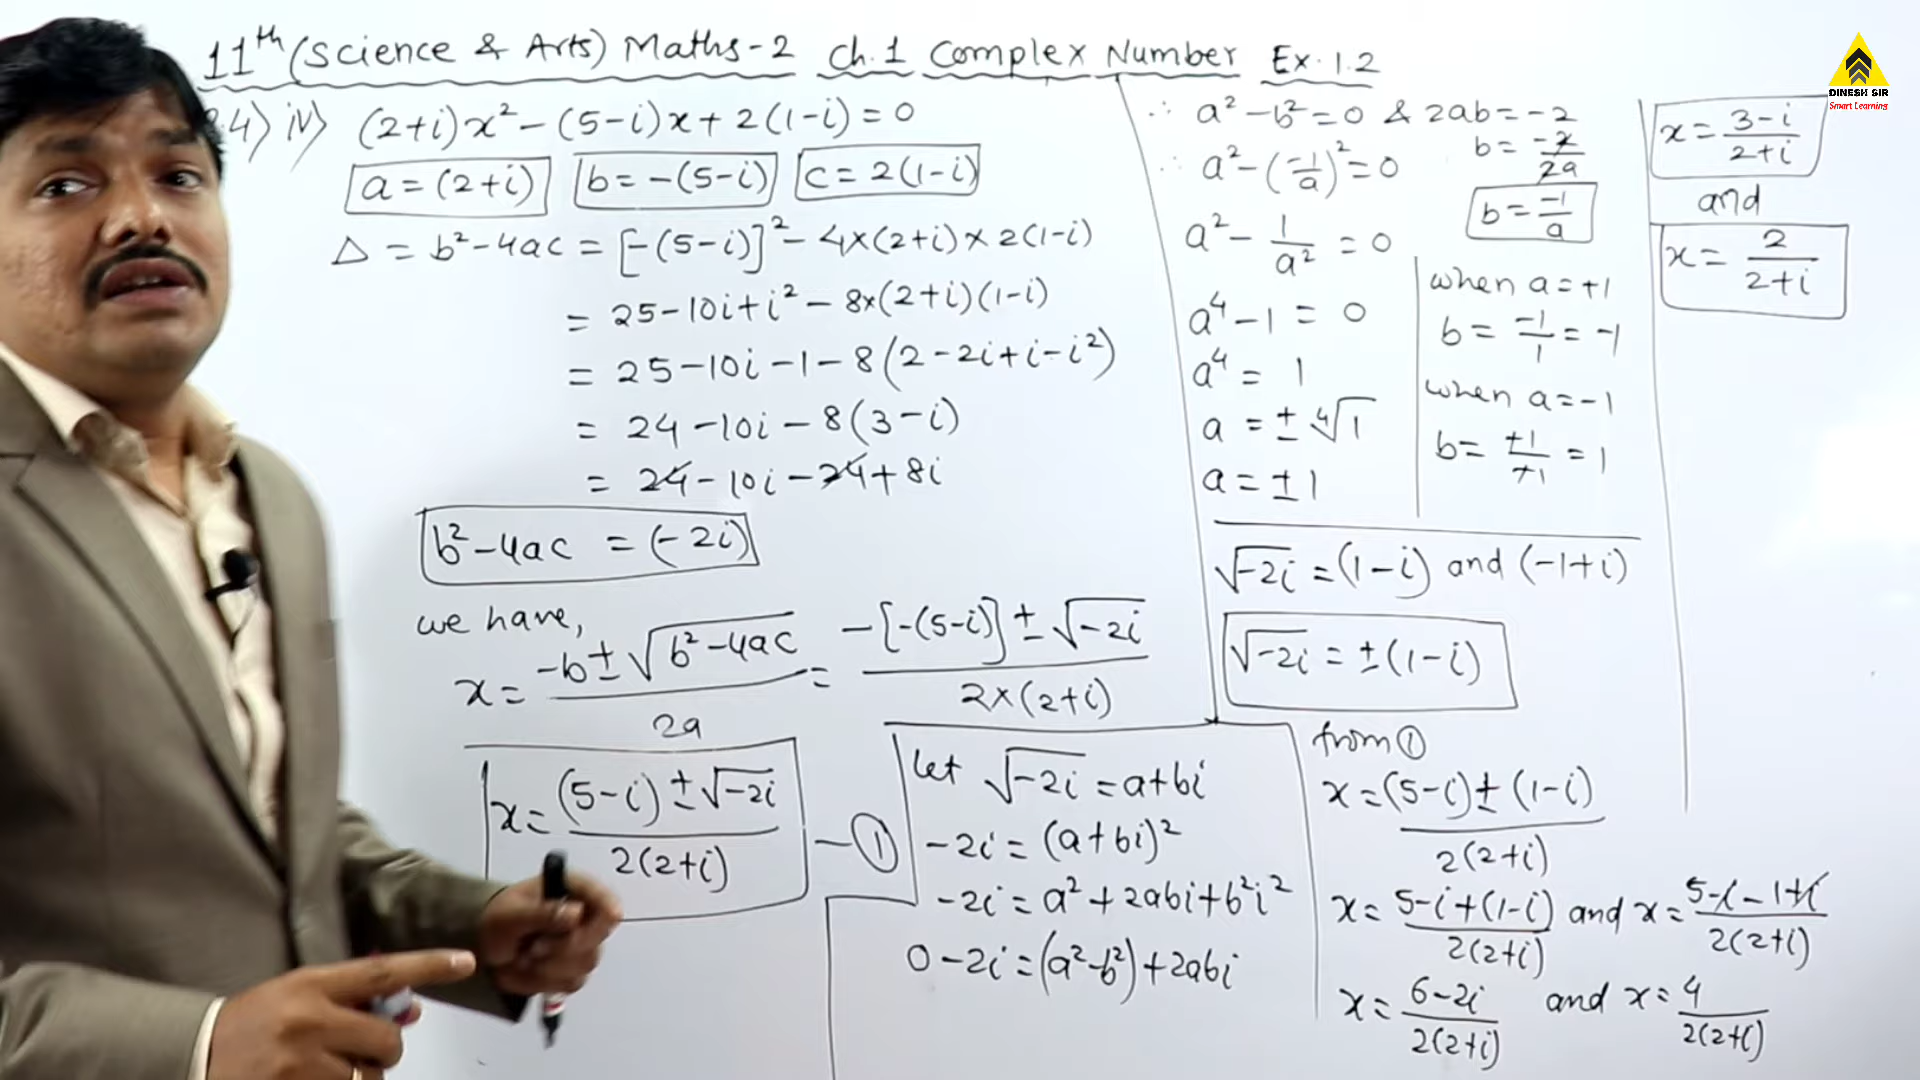 11th (Science & Arts) Maths-2 Ch.1 Complex Number Ex.1.2
DINESH SIR
Smart Learning
.4) iv) (2+i)x² - (5-i)x + 2(1-i) = 0
a = (2+i) b = -(5-i) c = 2(1-i)
Δ = b²-4ac = [-(5-i)]² - 4×(2+i)×2(1-i)
= 25-10i+i² - 8×(2+i)(1-i)
= 25-10i-1-8(2-2i+i-i²)
= 24-10i-8(3-i)
= 24-10i-24+8i
b²-4ac = (-2i)
we have,
x = (-b±√(b²-4ac))/2a = (-[-(5-i)]±√(-2i))/(2×(2+i))
x = ((5-i)±√(-2i))/(2(2+i)) — ①
Let √(-2i) = a+bi
-2i = (a+bi)²
-2i = a²+2abi+b²i²
0-2i = (a²-b²)+2abi
∴ a²-b²=0 & 2ab=-2
∴ a²-(-1/a)²=0
b = -2/2a
b = -1/a
a² - 1/a² = 0
a⁴-1 = 0
a⁴ = 1
a = ± ⁴√1
a = ±1
when a=+1
b = -1/1 = -1
when a=-1
b = +1/+1 = 1
√(-2i) = (1-i) and (-1+i)
√(-2i) = ±(1-i)
from ①
x = ((5-i)±(1-i))/(2(2+i))
x = (5-i+(1-i))/(2(2+i)) and x = (5-i-1+i)/(2(2+i))
x = (6-2i)/(2(2+i)) and x = 4/(2(2+i))
x = (3-i)/(2+i)
and
x = 2/(2+i)